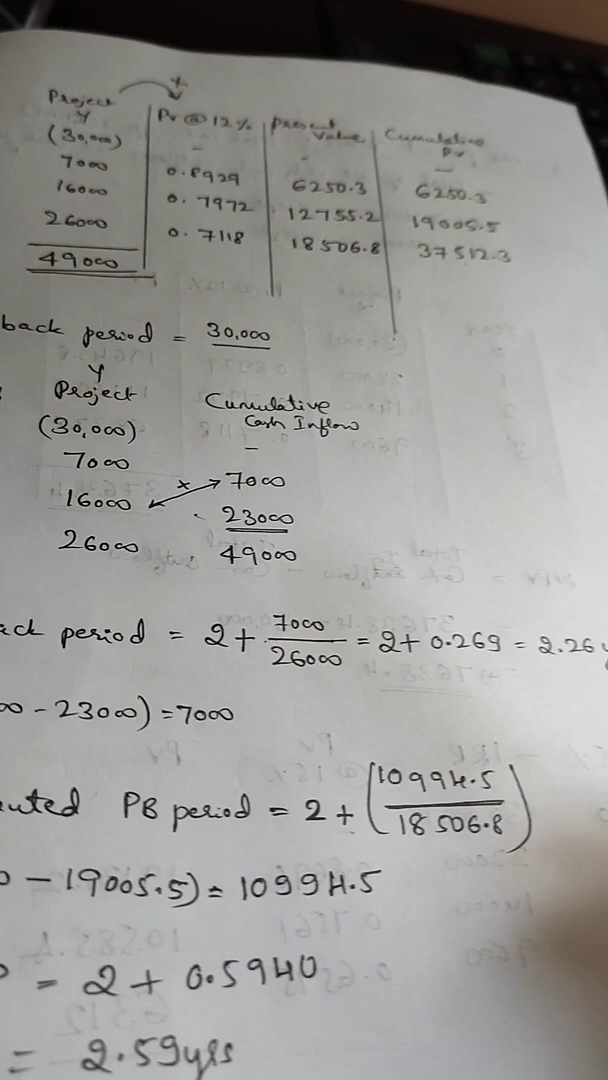 Project Y | PV @ 12% | Present Value | Cumulative PV
(30,000) - - -
7000 0.8929 6250.3 6250.3
16000 0.7972 12755.2 19005.5
26000 0.7118 18506.8 37512.3
49000
back period = 30,000
Y
Project Cumulative Cash Inflow
(30,000) -
7000 7000
16000 23000
26000 49000
period = 2 + 7000/26000 = 2 + 0.269 = 2.26
- 23000) = 7000
PB period = 2 + (10994.5/18506.8)
- 19005.5) = 10994.5
= 2 + 0.5940
= 2.59 yrs